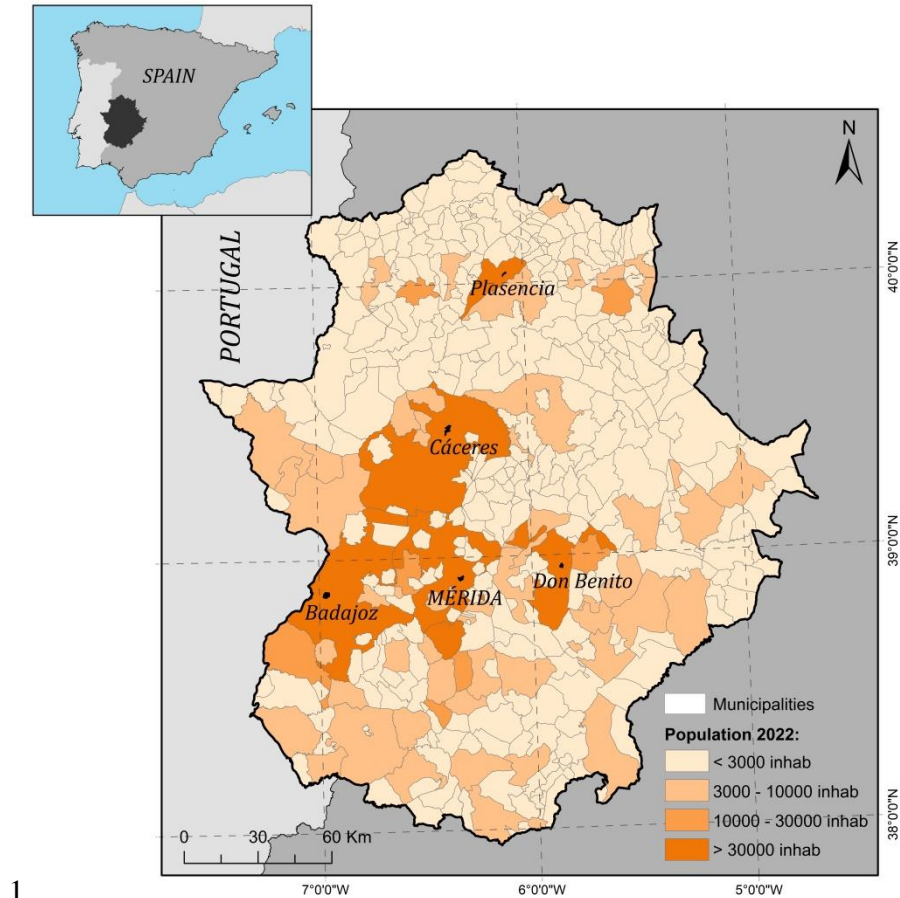 SPAIN
N
PORTUGAL
40°0'0"N
Plasencia
Cáceres
39°0'0"N
Don Benito
MÉRIDA
Badajoz
Municipalities
Population 2022:
< 3000 inhab
3000 - 10000 inhab
10000 - 30000 inhab
> 30000 inhab
38°0'0"N
0 30 60 Km
7°0'0"W 6°0'0"W 5°0'0"W
1